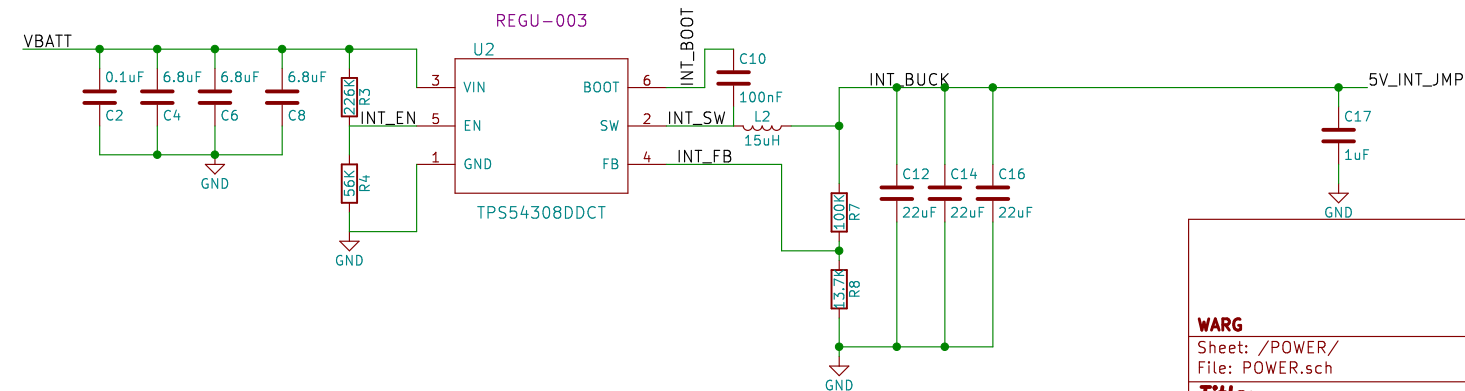 REGU-003
VBATT
U2
INT_BOOT
C10
100nF
0.1uF
6.8uF
6.8uF
6.8uF
C2
C4
C6
C8
226K
R3
INT_EN
3
VIN
BOOT
6
5
EN
SW
2
INT_SW
L2
15uH
1
GND
FB
4
INT_FB
INT_BUCK
5V_INT_JMP
C17
1uF
GND
GND
56K
R4
GND
TPS54308DDCT
C12
C14
C16
22uF
22uF
22uF
100K
R7
13.7K
R8
GND
WARG
Sheet: /POWER/
File: POWER.sch